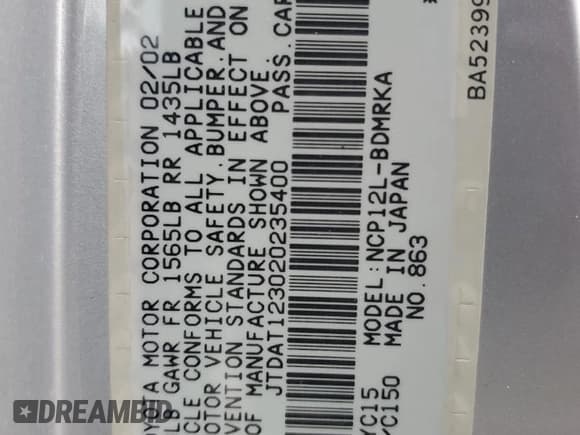 OYOTA MOTOR CORPORATION 02/02
LB GAWR FR 1565LB RR 1435LB
CLE CONFORMS TO ALL APPLICABLE
OTOR VEHICLE SAFETY, BUMPER, AND
VENTION STANDARDS IN EFFECT ON
OF MANUFACTURE SHOWN ABOVE.
JTDAT123020235400 PASS.CAR
YC15 MODEL:NCP12L-BDMRKA
YC150 MADE IN JAPAN
NO.863
BA52399
DREAMBID